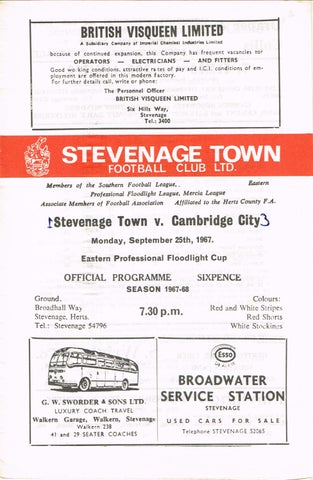 BRITISH VISQUEEN LIMITED
A Subsidiary Company of Imperial Chemical Industries Limited
because of continued expansion, this Company has frequent vacancies for
OPERATORS — ELECTRICIANS — AND FITTERS
Good working conditions, attractive rates of pay and I.C.I. conditions of em-
ployment are offered in this modern factory.
For further details call, write or phone:
The Personnel Officer
BRITISH VISQUEEN LIMITED
Six Hills Way,
Stevenage
Tel.: 3400
STEVENAGE TOWN
FOOTBALL CLUB LTD.
Members of the Southern Football League. Eastern
Professional Floodlight League, Mercia League
Associate Members of Football Association Affiliated to the Herts County F.A.
1 Stevenage Town v. Cambridge City 3
Monday, September 25th, 1967.
Eastern Professional Floodlight Cup
OFFICIAL PROGRAMME SIXPENCE
SEASON 1967-68
Ground,
Broadhall Way
Stevenage, Herts.
Tel.: Stevenage 54796
7.30 p.m.
Colours:
Red and White Stripes
Red Shorts
White Stockings
G. W. SWORDER & SONS LTD.
LUXURY COACH TRAVEL
Walkern Garage, Walkern, Stevenage
Walkern 238
41 and 29 SEATER COACHES
Esso
BROADWATER
SERVICE STATION
STEVENAGE
USED CARS FOR SALE
Telephone STEVENAGE 52065